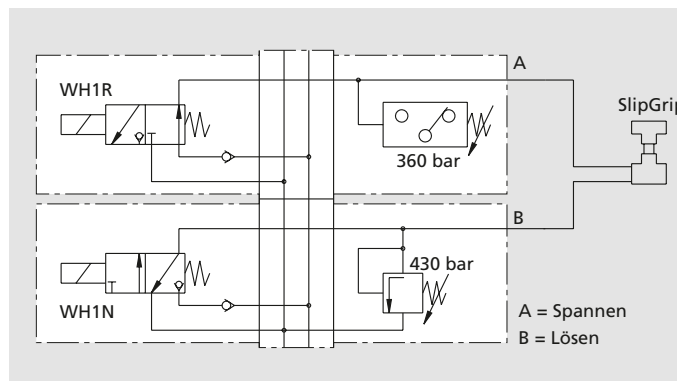 A
WH1R
SlipGrip
360 bar
B
430 bar
WH1N
A = Spannen
B = Lösen